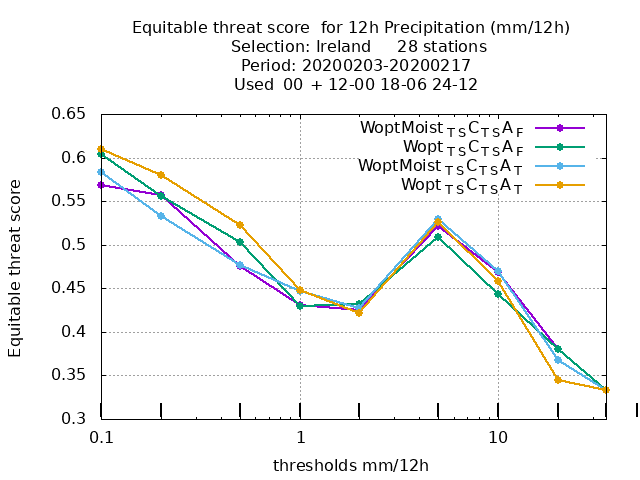 Equitable threat score for 12h Precipitation (mm/12h)
Selection: Ireland 28 stations
Period: 20200203-20200217
Used 00 + 12-00 18-06 24-12
WoptMoist TS C TS A F
Wopt TS C TS A F
WoptMoist TS C TS A T
Wopt TS C TS A T
0.65
0.6
0.55
0.5
0.45
0.4
0.35
0.3
Equitable threat score
0.1 1 10
thresholds mm/12h